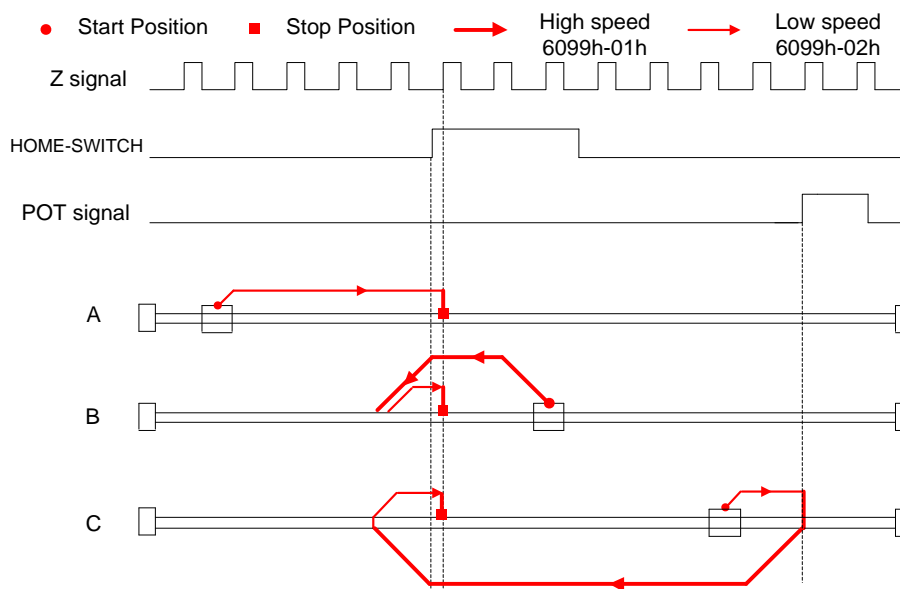 Start Position
Stop Position
High speed
6099h-01h
Low speed
6099h-02h
Z signal
HOME-SWITCH
POT signal
A
B
C